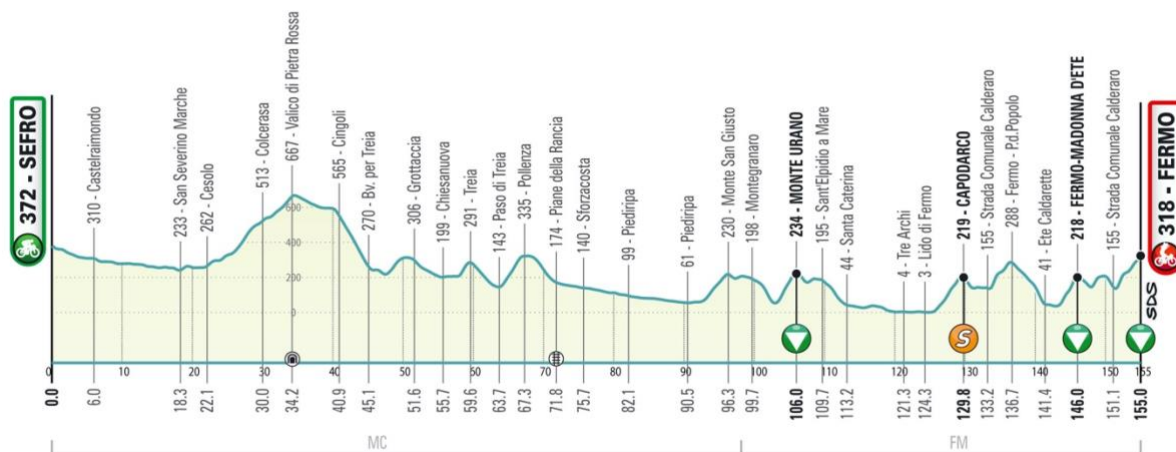 372 - SEFRO
310 - Castelraimondo
233 - San Severino Marche
262 - Cesolo
513 - Colcerasa
667 - Valico di Pietra Rossa
565 - Cingoli
270 - Bv. per Treia
306 - Grottaccia
199 - Chiesanuova
291 - Treia
143 - Paso di Treia
335 - Pollenza
174 - Piane della Rancia
140 - Sforzacosta
99 - Piediripa
61 - Piediripa
230 - Monte San Giusto
198 - Montegranaro
234 - MONTE URANO
195 - Sant'Elpidio a Mare
44 - Santa Caterina
4 - Tre Archi
3 - Lido di Fermo
219 - CAPODARCO
155 - Strada Comunale Calderaro
288 - Fermo - P.d.Popolo
41 - Ete Caldarette
218 - FERMO-MADONNA D'ETE
155 - Strada Comunale Calderaro
318 - FERMO
600
400
200
0
S
SDS
0 10 20 30 40 50 50 60 70 80 90 100 110 120 130 140 150 155
0.0 6.0 18.3 22.1 30.0 34.2 40.9 45.1 51.6 55.7 59.6 63.7 67.3 71.8 75.7 82.1 90.5 96.3 99.7 106.0 109.7 113.2 121.3 124.3 129.8 133.2 136.7 141.4 146.0 151.1 155.0
MC FM